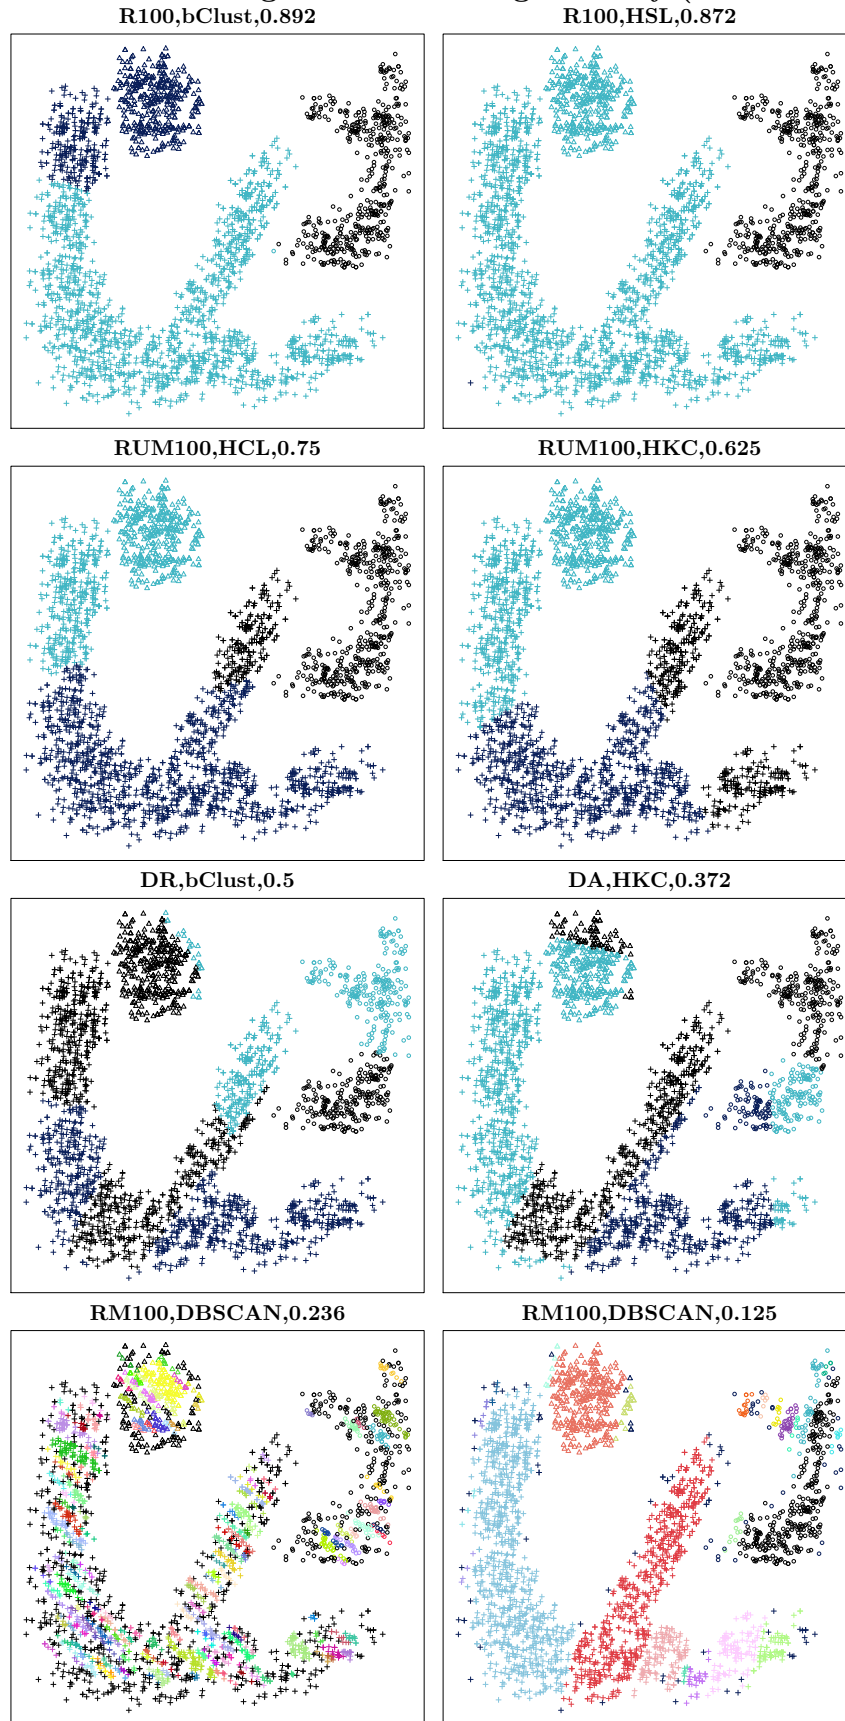 R100,bClust,0.892
R100,HSL,0.872
RUM100,HCL,0.75
RUM100,HKC,0.625
DR,bClust,0.5
DA,HKC,0.372
RM100,DBSCAN,0.236
RM100,DBSCAN,0.125